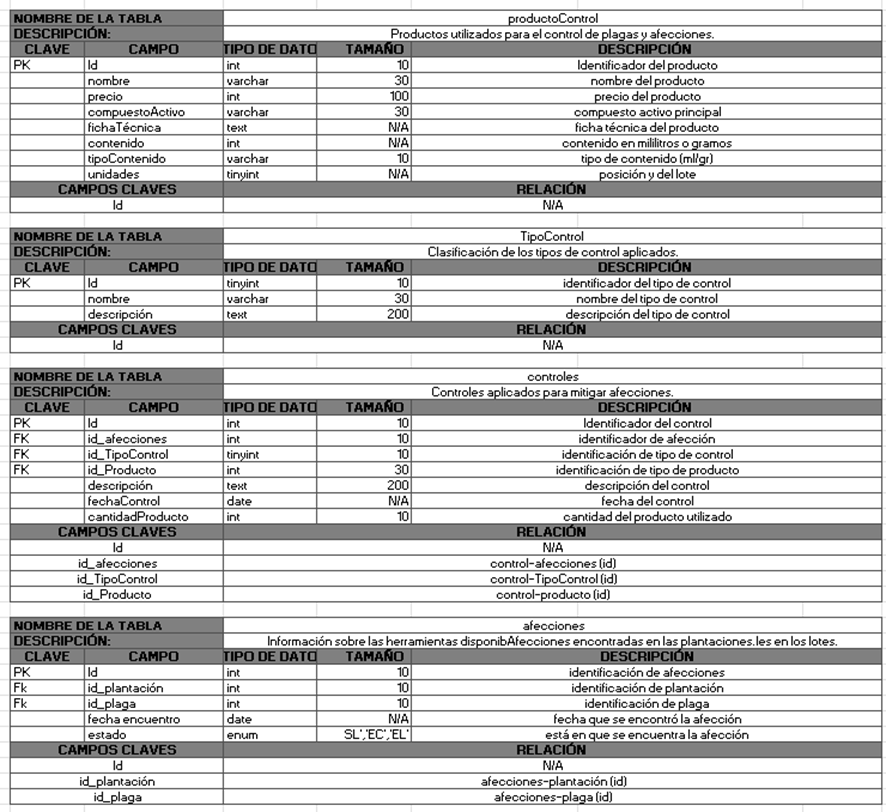 NOMBRE DE LA TABLA productoControl
DESCRIPCIÓN: Productos utilizados para el control de plagas y afecciones.
CLAVE CAMPO TIPO DE DATO TAMAÑO DESCRIPCIÓN
PK Id int 10 Identificador del producto
nombre varchar 30 nombre del producto
precio int 100 precio del producto
compuestoActivo varchar 30 compuesto activo principal
fichaTécnica text N/A ficha técnica del producto
contenido int N/A contenido en mililitros o gramos
tipoContenido varchar 10 tipo de contenido (ml/gr)
unidades tinyint N/A posición y del lote
CAMPOS CLAVES RELACIÓN
Id N/A
NOMBRE DE LA TABLA TipoControl
DESCRIPCIÓN: Clasificación de los tipos de control aplicados.
CLAVE CAMPO TIPO DE DATO TAMAÑO DESCRIPCIÓN
PK Id tinyint 10 identificador del tipo de control
nombre varchar 30 nombre del tipo de control
descripción text 200 descripción del tipo de control
CAMPOS CLAVES RELACIÓN
Id N/A
NOMBRE DE LA TABLA controles
DESCRIPCIÓN: Controles aplicados para mitigar afecciones.
CLAVE CAMPO TIPO DE DATO TAMAÑO DESCRIPCIÓN
PK Id int 10 Identificador del control
FK id_afecciones int 10 identificador de afección
FK id_TipoControl tinyint 10 identificación de tipo de control
FK id_Producto int 30 identificación de tipo de producto
descripción text 200 descripción del control
fechaControl date N/A fecha del control
cantidadProducto int 10 cantidad del producto utilizado
CAMPOS CLAVES RELACIÓN
Id N/A
id_afecciones control-afecciones (id)
id_TipoControl control-TipoControl (id)
id_Producto control-producto (id)
NOMBRE DE LA TABLA afecciones
DESCRIPCIÓN: Información sobre las herramientas disponibAfecciones encontradas en las plantaciones.les en los lotes.
CLAVE CAMPO TIPO DE DATO TAMAÑO DESCRIPCIÓN
PK Id int 10 identificación de afecciones
Fk id_plantación int 10 identificación de plantación
Fk id_plaga int 10 identificación de plaga
fecha encuentro date N/A fecha que se encontró la afección
estado enum SL','EC','EL' está en que se encuentra la afección
CAMPOS CLAVES RELACIÓN
Id N/A
id_plantación afecciones-plantación (id)
id_plaga afecciones-plaga (id)